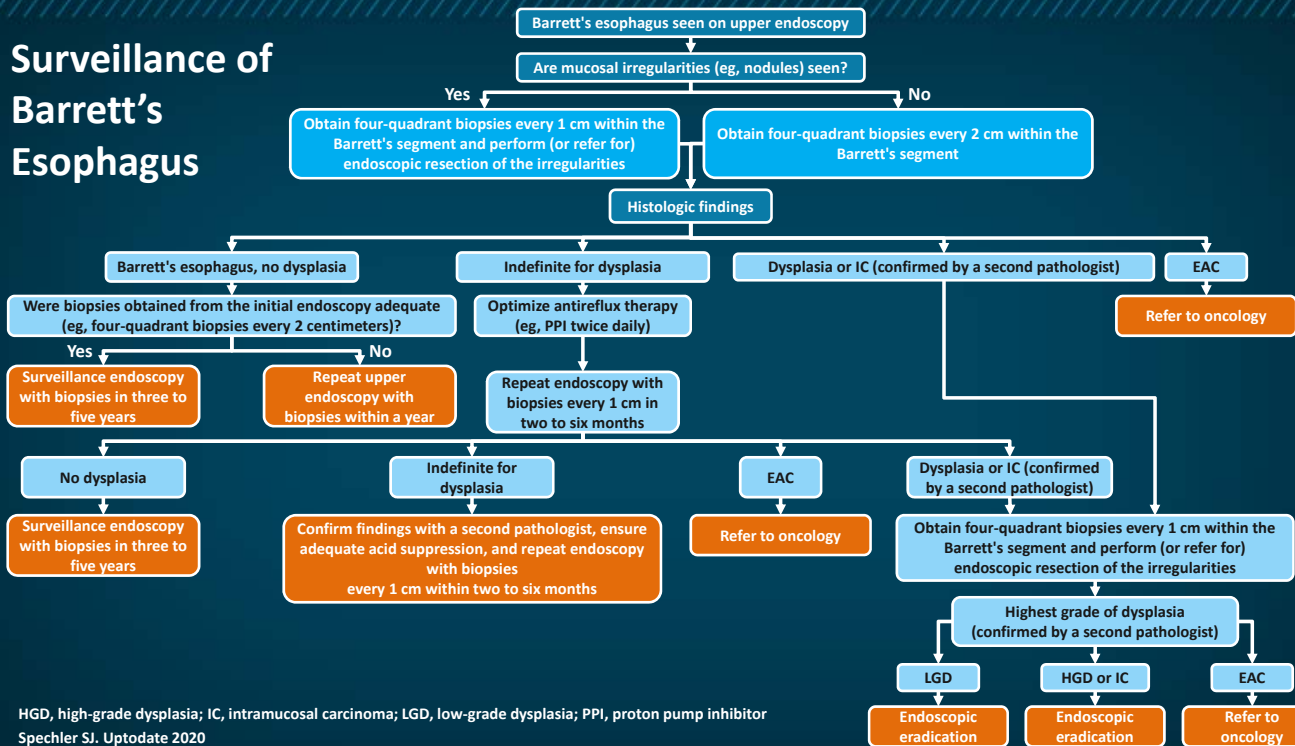 Surveillance of
Barrett's
Esophagus
Barrett's esophagus seen on upper endoscopy
Are mucosal irregularities (eg, nodules) seen?
Yes
No
Obtain four-quadrant biopsies every 1 cm within the
Barrett's segment and perform (or refer for)
endoscopic resection of the irregularities
Obtain four-quadrant biopsies every 2 cm within the
Barrett's segment
Histologic findings
Barrett's esophagus, no dysplasia
Indefinite for dysplasia
Dysplasia or IC (confirmed by a second pathologist)
EAC
Were biopsies obtained from the initial endoscopy adequate
(eg, four-quadrant biopsies every 2 centimeters)?
Optimize antireflux therapy
(eg, PPI twice daily)
Refer to oncology
Yes
No
Surveillance endoscopy
with biopsies in three to
five years
Repeat upper
endoscopy with
biopsies within a year
Repeat endoscopy with
biopsies every 1 cm in
two to six months
No dysplasia
Indefinite for
dysplasia
EAC
Dysplasia or IC (confirmed
by a second pathologist)
Surveillance endoscopy
with biopsies in three to
five years
Confirm findings with a second pathologist, ensure
adequate acid suppression, and repeat endoscopy
with biopsies
every 1 cm within two to six months
Refer to oncology
Obtain four-quadrant biopsies every 1 cm within the
Barrett's segment and perform (or refer for)
endoscopic resection of the irregularities
Highest grade of dysplasia
(confirmed by a second pathologist)
LGD
HGD or IC
EAC
Endoscopic
eradication
Endoscopic
eradication
Refer to
oncology
HGD, high-grade dysplasia; IC, intramucosal carcinoma; LGD, low-grade dysplasia; PPI, proton pump inhibitor
Spechler SJ. Uptodate 2020